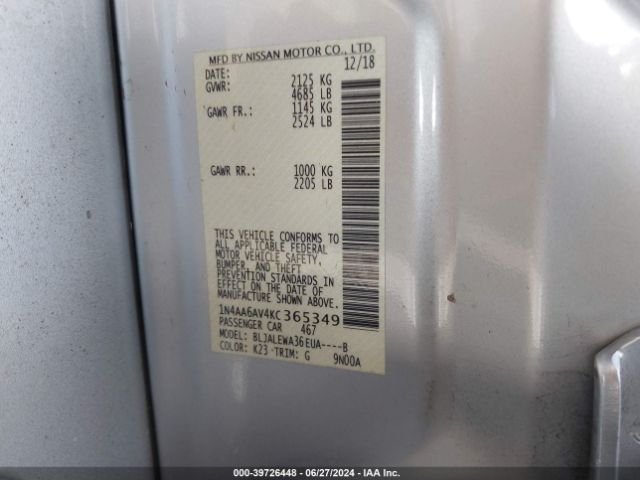 MFD BY NISSAN MOTOR CO., LTD.
DATE: 12/18
GVWR: 2125 KG
4685 LB
GAWR FR.: 1145 KG
2524 LB
GAWR RR.: 1000 KG
2205 LB
THIS VEHICLE CONFORMS TO
ALL APPLICABLE FEDERAL
MOTOR VEHICLE SAFETY,
BUMPER, AND THEFT
PREVENTION STANDARDS IN
EFFECT ON THE DATE OF
MANUFACTURE SHOWN ABOVE.
1N4AA6AV4KC365349
PASSENGER CAR 467
MODEL: BLJALEWA36EUA----B
COLOR: K23 TRIM: G 9N00A
© 000-39726448 - 06/27/2024 - IAA Inc.